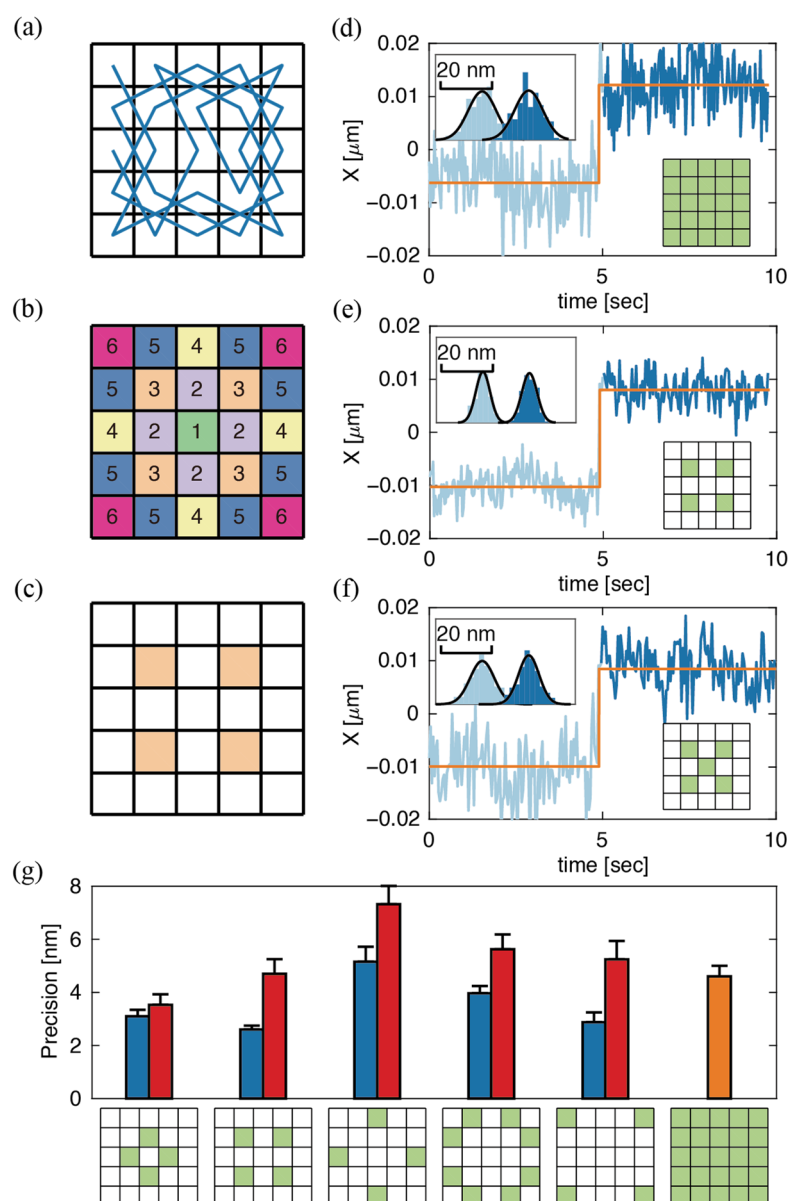 (a)
(d)
0.02
0.01
0
−0.01
−0.02
X [μm]
20 nm
0
5
10
time [sec]
(b)
6 5 4 5 6
5 3 2 3 5
4 2 1 2 4
5 3 2 3 5
6 5 4 5 6
(e)
0.02
0.01
0
−0.01
−0.02
X [μm]
20 nm
0
5
10
time [sec]
(c)
(f)
0.02
0.01
0
−0.01
−0.02
X [μm]
20 nm
0
5
10
time [sec]
(g)
8
6
4
2
0
Precision [nm]